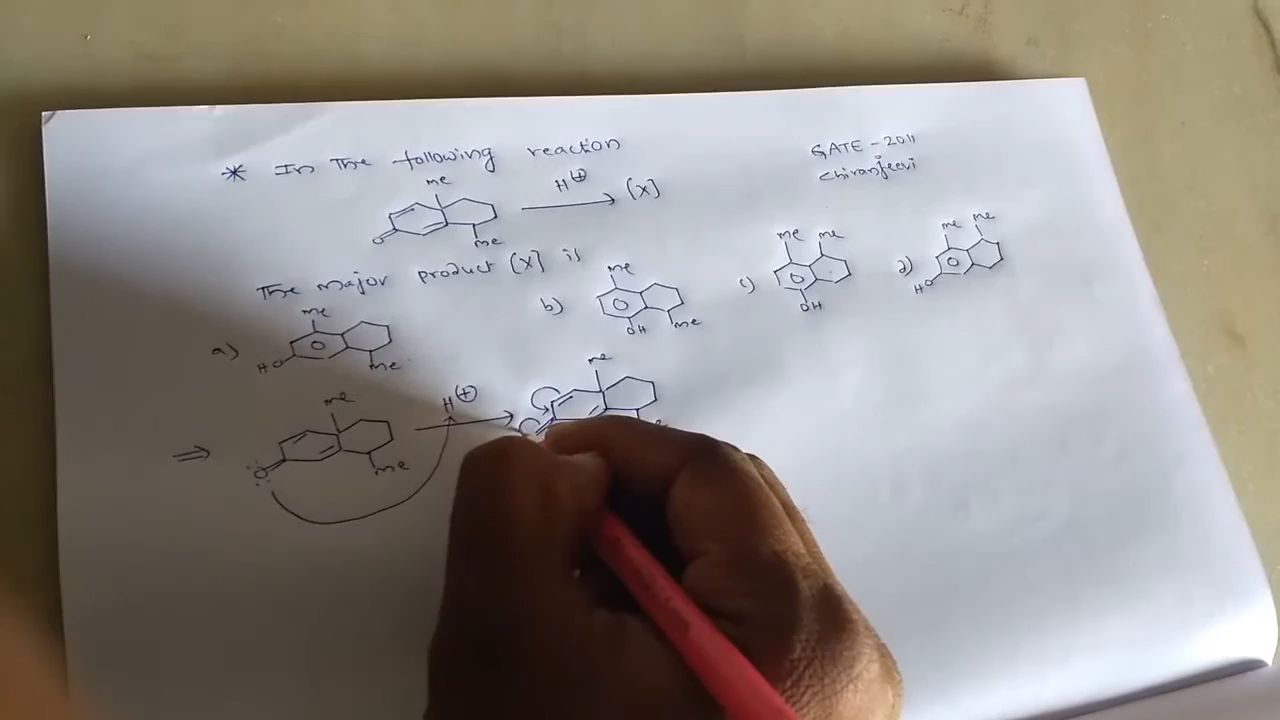 * In The following reaction
GATE - 2011
chiranjeevi
me
H⊕
(X)
O
me
The major product (X) is
a) me
HO
me
b) me
OH
me
c) me me
OH
d) me me
HO
⇒ me
O
me
H⊕
me